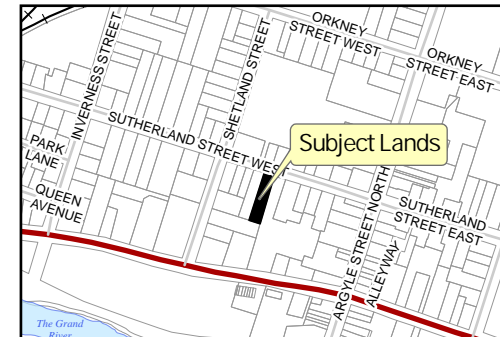 ORKNEY
STREET WEST
ORKNEY
STREET EAST
INVERNESS STREET
SHETLAND STREET
SUTHERLAND STREET WEST
Subject Lands
PARK
LANE
QUEEN
AVENUE
SUTHERLAND
STREET EAST
ARGYLE STREET NORTH
ALLEYWAY
The Grand
River